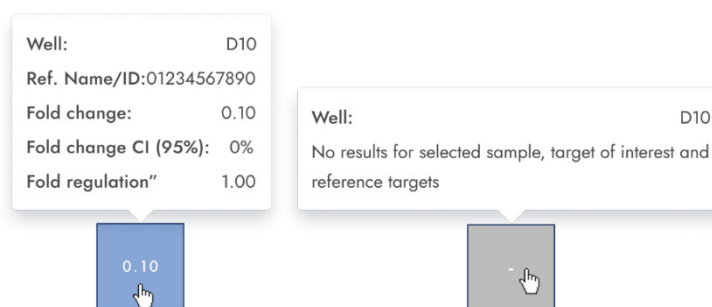 Well: D10
Ref. Name/ID:01234567890
Fold change: 0.10
Fold change CI (95%): 0%
Fold regulation” 1.00
0.10
Well: D10
No results for selected sample, target of interest and
reference targets
-